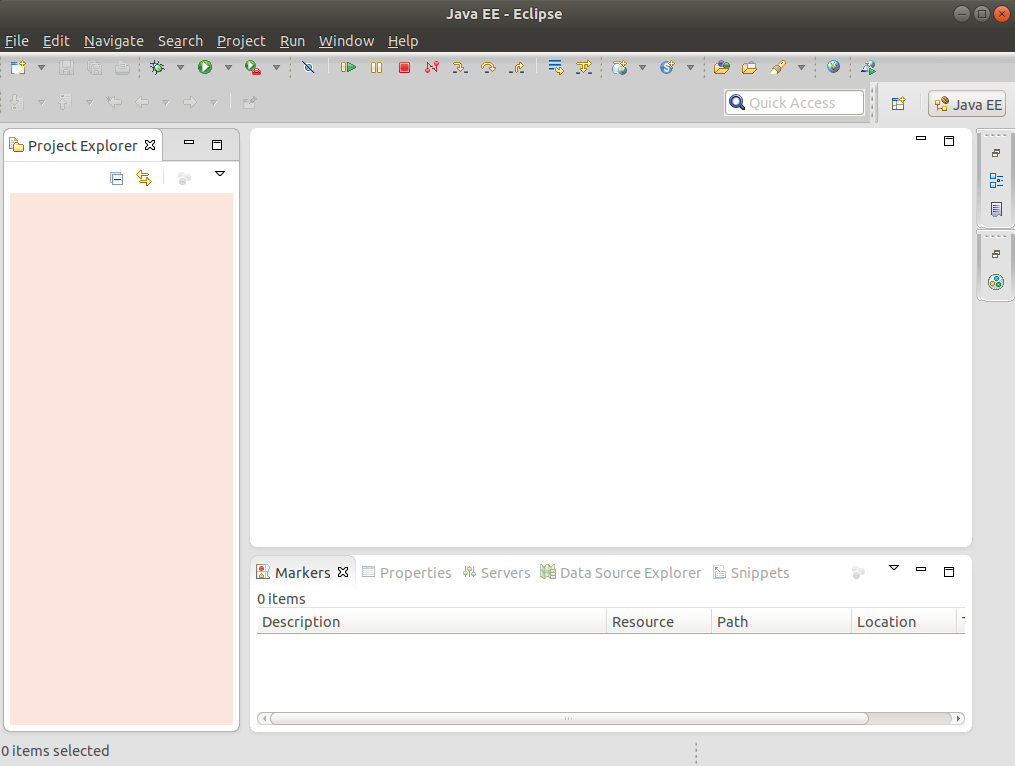 Java EE - Eclipse
File Edit Navigate Search Project Run Window Help
Quick Access
Java EE
Project Explorer
Markers Properties Servers Data Source Explorer Snippets
0 items
Description Resource Path Location
0 items selected